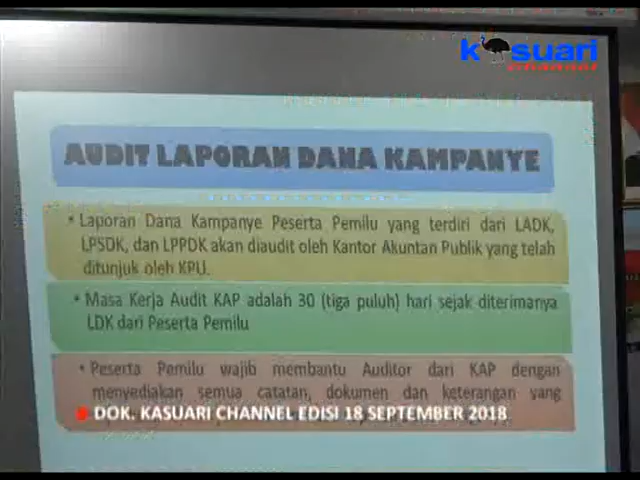 kasuari
channel
AUDIT LAPORAN DANA KAMPANYE
• Laporan Dana Kampanye Peserta Pemilu yang terdiri dari LADK,
LPSDK, dan LPPDK akan diaudit oleh Kantor Akuntan Publik yang telah
ditunjuk oleh KPU.
• Masa Kerja Audit KAP adalah 30 (tiga puluh) hari sejak diterimanya
LDK dari Peserta Pemilu
• Peserta Pemilu wajib membantu Auditor dari KAP dengan
menyediakan semua catatan, dokumen dan keterangan yang
DOK. KASUARI CHANNEL EDISI 18 SEPTEMBER 2018